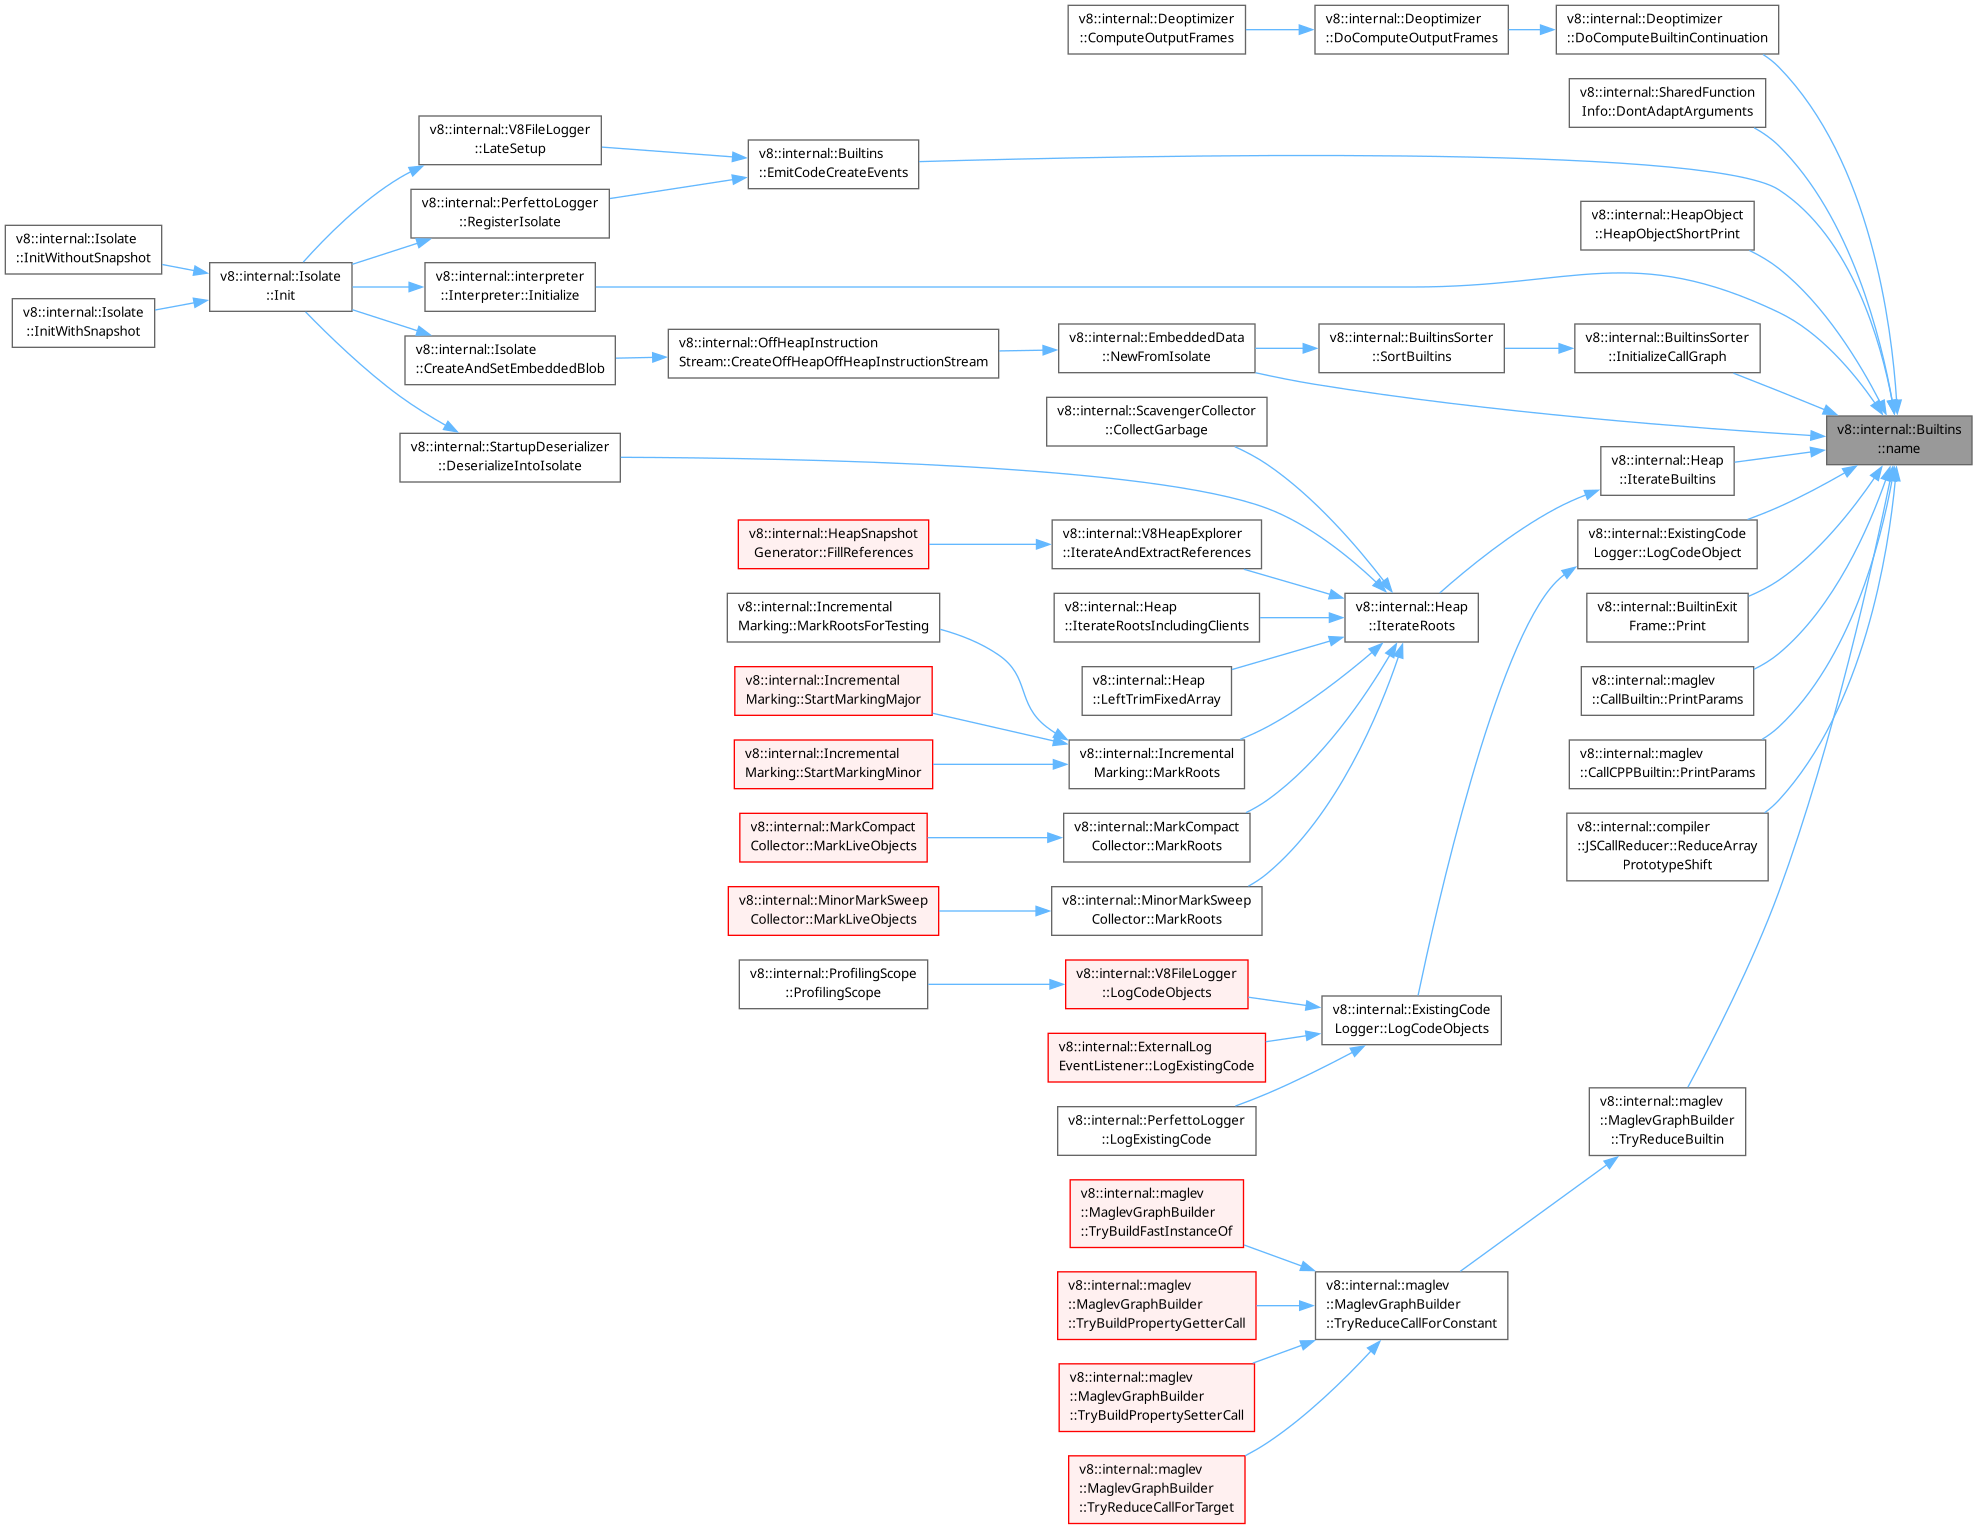 v8::internal::Deoptimizer
::ComputeOutputFrames
v8::internal::Deoptimizer
::DoComputeOutputFrames
v8::internal::Deoptimizer
::DoComputeBuiltinContinuation
v8::internal::SharedFunction
Info::DontAdaptArguments
v8::internal::V8FileLogger
::LateSetup
v8::internal::Builtins
::EmitCodeCreateEvents
v8::internal::PerfettoLogger
::RegisterIsolate
v8::internal::HeapObject
::HeapObjectShortPrint
v8::internal::Isolate
::InitWithoutSnapshot
v8::internal::Isolate
::Init
v8::internal::interpreter
::Interpreter::Initialize
v8::internal::Isolate
::InitWithSnapshot
v8::internal::Isolate
::CreateAndSetEmbeddedBlob
v8::internal::OffHeapInstruction
Stream::CreateOffHeapOffHeapInstructionStream
v8::internal::EmbeddedData
::NewFromIsolate
v8::internal::BuiltinsSorter
::SortBuiltins
v8::internal::BuiltinsSorter
::InitializeCallGraph
v8::internal::ScavengerCollector
::CollectGarbage
v8::internal::Builtins
::name
v8::internal::StartupDeserializer
::DeserializeIntoIsolate
v8::internal::Heap
::IterateBuiltins
v8::internal::HeapSnapshot
Generator::FillReferences
v8::internal::V8HeapExplorer
::IterateAndExtractReferences
v8::internal::ExistingCode
Logger::LogCodeObject
v8::internal::Incremental
Marking::MarkRootsForTesting
v8::internal::Heap
::IterateRootsIncludingClients
v8::internal::Heap
::IterateRoots
v8::internal::BuiltinExit
Frame::Print
v8::internal::Incremental
Marking::StartMarkingMajor
v8::internal::Heap
::LeftTrimFixedArray
v8::internal::maglev
::CallBuiltin::PrintParams
v8::internal::Incremental
Marking::StartMarkingMinor
v8::internal::Incremental
Marking::MarkRoots
v8::internal::maglev
::CallCPPBuiltin::PrintParams
v8::internal::MarkCompact
Collector::MarkLiveObjects
v8::internal::MarkCompact
Collector::MarkRoots
v8::internal::compiler
::JSCallReducer::ReduceArray
PrototypeShift
v8::internal::MinorMarkSweep
Collector::MarkLiveObjects
v8::internal::MinorMarkSweep
Collector::MarkRoots
v8::internal::ProfilingScope
::ProfilingScope
v8::internal::V8FileLogger
::LogCodeObjects
v8::internal::ExistingCode
Logger::LogCodeObjects
v8::internal::ExternalLog
EventListener::LogExistingCode
v8::internal::PerfettoLogger
::LogExistingCode
v8::internal::maglev
::MaglevGraphBuilder
::TryReduceBuiltin
v8::internal::maglev
::MaglevGraphBuilder
::TryBuildFastInstanceOf
v8::internal::maglev
::MaglevGraphBuilder
::TryBuildPropertyGetterCall
v8::internal::maglev
::MaglevGraphBuilder
::TryReduceCallForConstant
v8::internal::maglev
::MaglevGraphBuilder
::TryBuildPropertySetterCall
v8::internal::maglev
::MaglevGraphBuilder
::TryReduceCallForTarget